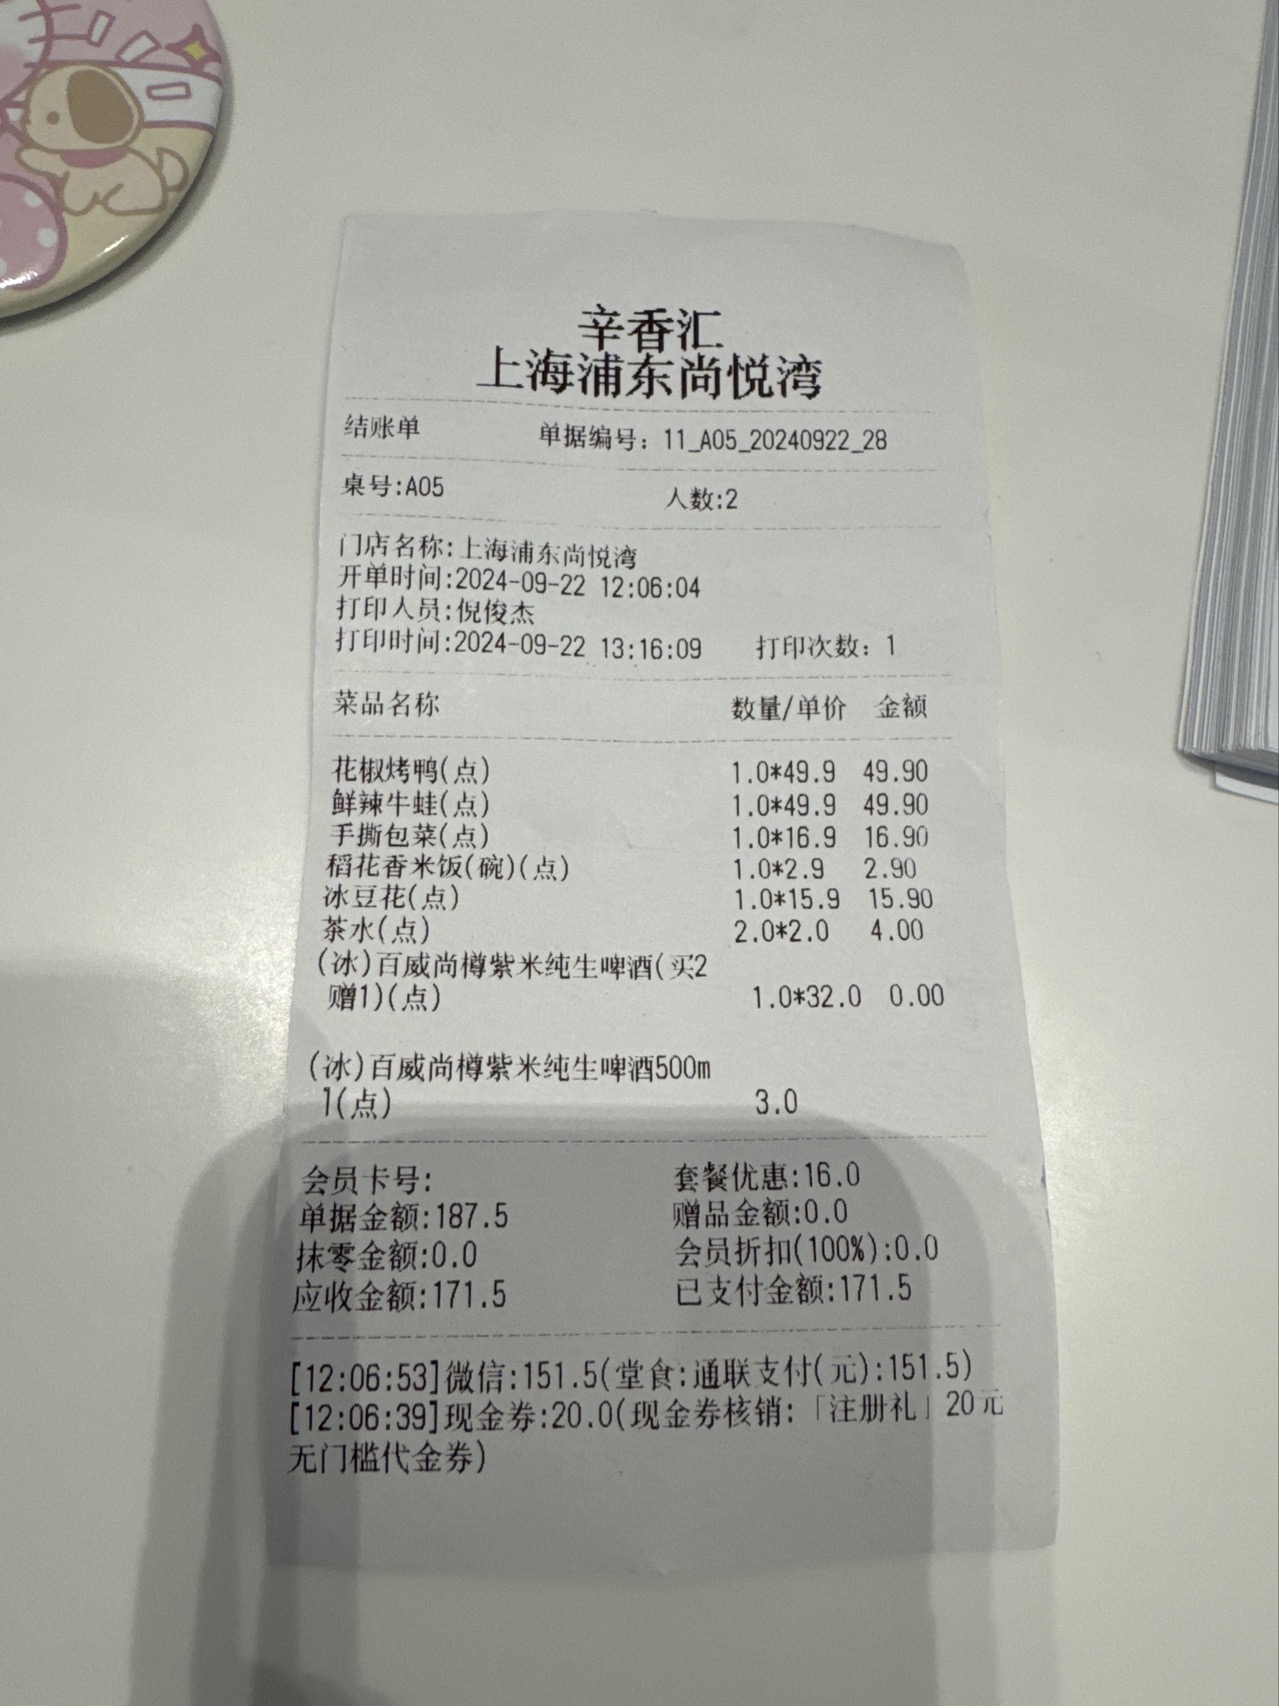 辛香汇
上海浦东尚悦湾
结账单 单据编号：11_A05_20240922_28
桌号:A05 人数:2
门店名称:上海浦东尚悦湾
开单时间:2024-09-22 12:06:04
打印人员:倪俊杰
打印时间:2024-09-22 13:16:09 打印次数：1
菜品名称 数量/单价 金额
花椒烤鸭(点) 1.0*49.9 49.90
鲜辣牛蛙(点) 1.0*49.9 49.90
手撕包菜(点) 1.0*16.9 16.90
稻花香米饭(碗)(点) 1.0*2.9 2.90
冰豆花(点) 1.0*15.9 15.90
茶水(点) 2.0*2.0 4.00
(冰)百威尚樽紫米纯生啤酒(买2
赠1)(点) 1.0*32.0 0.00
(冰)百威尚樽紫米纯生啤酒500m
l(点) 3.0
会员卡号: 套餐优惠:16.0
单据金额:187.5 赠品金额:0.0
抹零金额:0.0 会员折扣(100%):0.0
应收金额:171.5 已支付金额:171.5
[12:06:53]微信:151.5(堂食:通联支付(元):151.5)
[12:06:39]现金券:20.0(现金券核销:「注册礼」20元
无门槛代金券)